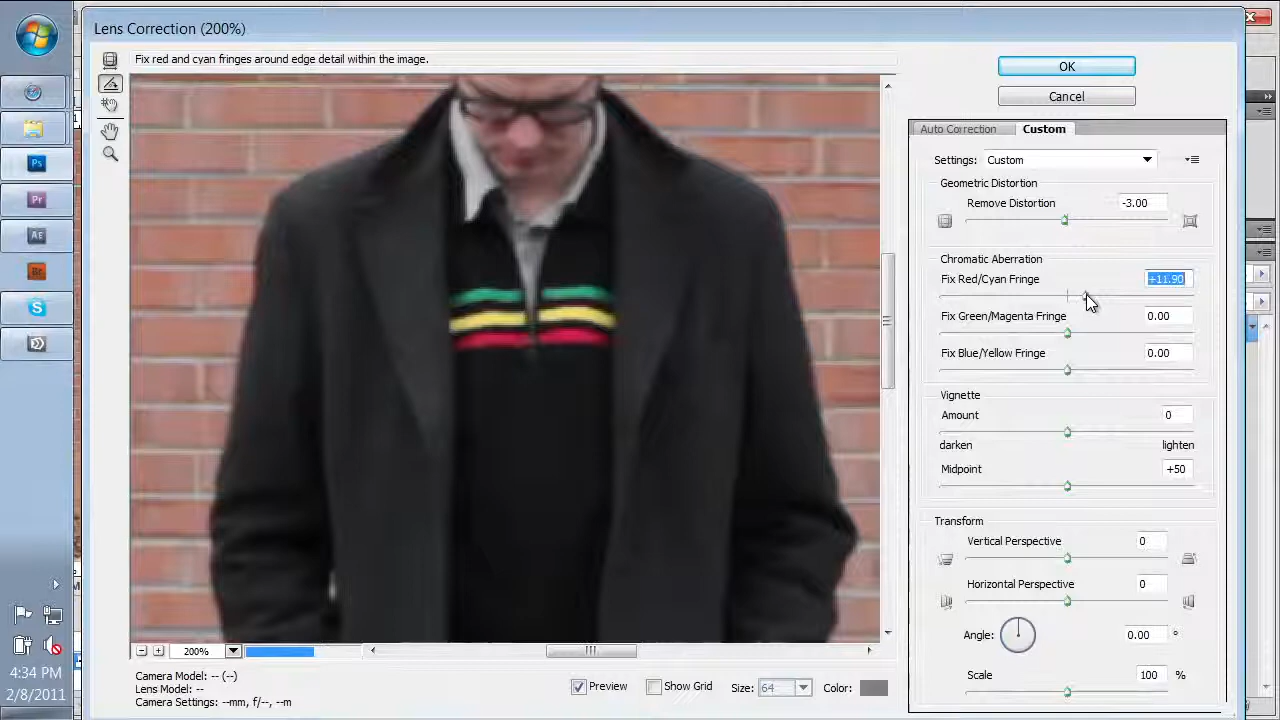 Lens Correction (200%)
Fix red and cyan fringes around edge detail within the image.
OK
Cancel
Auto Correction
Custom
Settings: Custom
Geometric Distortion
Remove Distortion -3.00
Chromatic Aberration
Fix Red/Cyan Fringe +11.90
Fix Green/Magenta Fringe 0.00
Fix Blue/Yellow Fringe 0.00
Vignette
Amount 0
darken lighten
Midpoint +50
Transform
Vertical Perspective 0
Horizontal Perspective 0
Angle: 0.00 °
Scale 100 %
200%
Camera Model: -- (--)
Lens Model: --
Camera Settings: --mm, f/--, --m
Preview
Show Grid
Size: 64
Color:
Ps
Pr
AE
Br
4:34 PM
2/8/2011